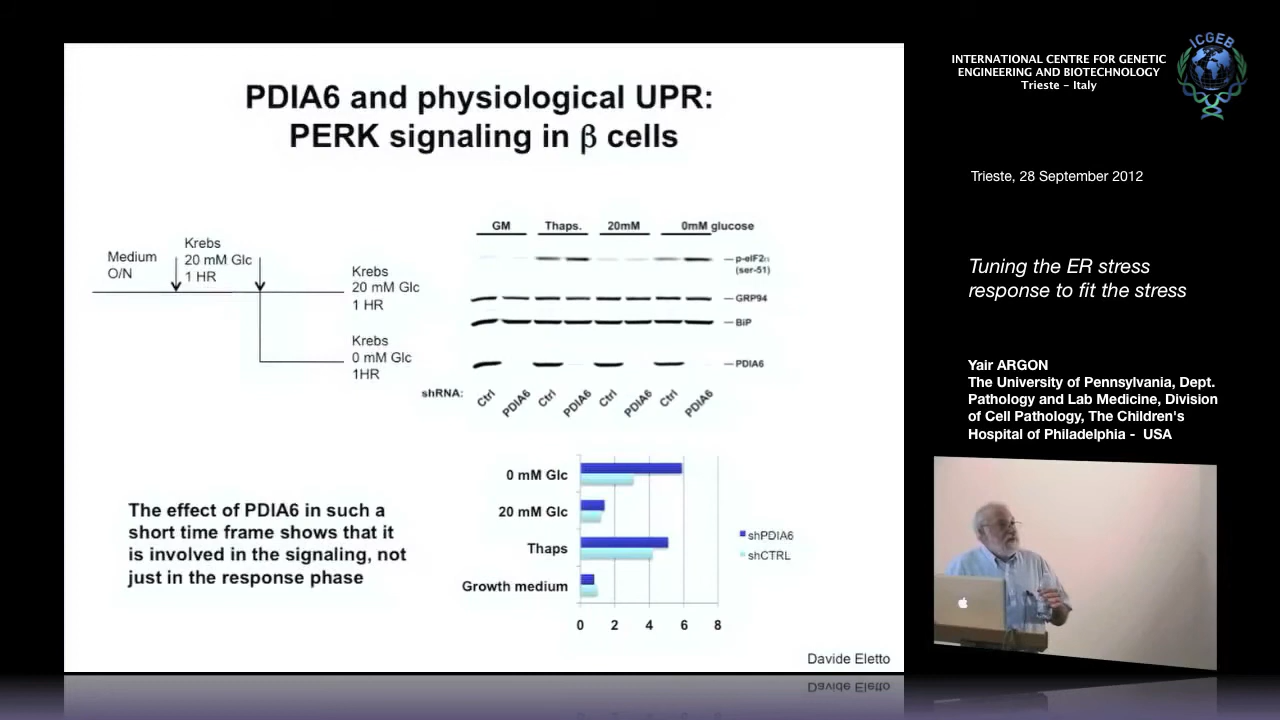 PDIA6 and physiological UPR:
PERK signaling in β cells
Medium
O/N
Krebs
20 mM Glc
1 HR
Krebs
20 mM Glc
1 HR
Krebs
0 mM Glc
1HR
GM Thaps. 20mM 0mM glucose
p-eIF2α
(ser-51)
GRP94
BiP
PDIA6
shRNA: Ctrl PDIA6 Ctrl PDIA6 Ctrl PDIA6 Ctrl PDIA6
The effect of PDIA6 in such a
short time frame shows that it
is involved in the signaling, not
just in the response phase
0 mM Glc
20 mM Glc
Thaps
Growth medium
0 2 4 6 8
shPDIA6
shCTRL
Davide Eletto
INTERNATIONAL CENTRE FOR GENETIC
ENGINEERING AND BIOTECHNOLOGY
Trieste - Italy
ICGEB
Trieste, 28 September 2012
Tuning the ER stress
response to fit the stress
Yair ARGON
The University of Pennsylvania, Dept.
Pathology and Lab Medicine, Division
of Cell Pathology, The Children's
Hospital of Philadelphia - USA